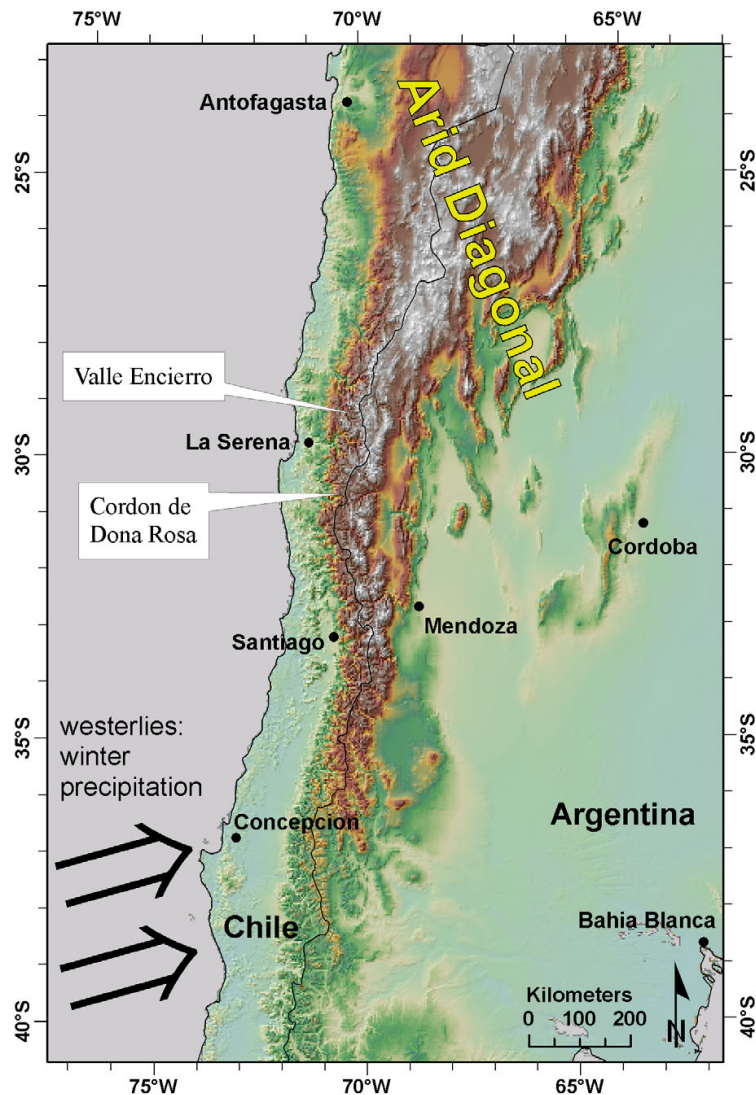 75°W 70°W 65°W
Antofagasta
Arid Diagonal
25°S 25°S
Valle Encierro
La Serena
30°S 30°S
Cordon de
Dona Rosa
Cordoba
Mendoza
Santiago
35°S 35°S
westerlies:
winter
precipitation
Argentina
Concepcion
Chile
Bahia Blanca
Kilometers
0 100 200
N
40°S 40°S
75°W 70°W 65°W